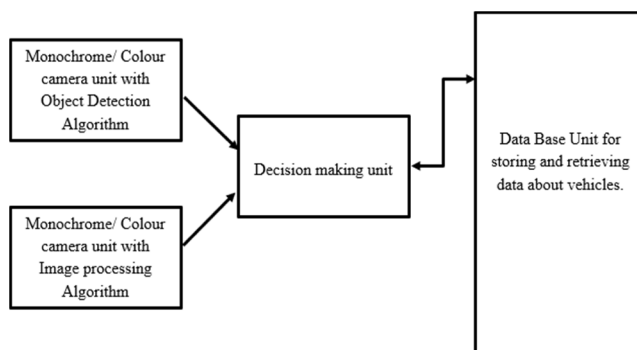 Monochrome/ Colour
camera unit with
Object Detection
Algorithm
Monochrome/ Colour
camera unit with
Image processing
Algorithm
Decision making unit
Data Base Unit for
storing and retrieving
data about vehicles.